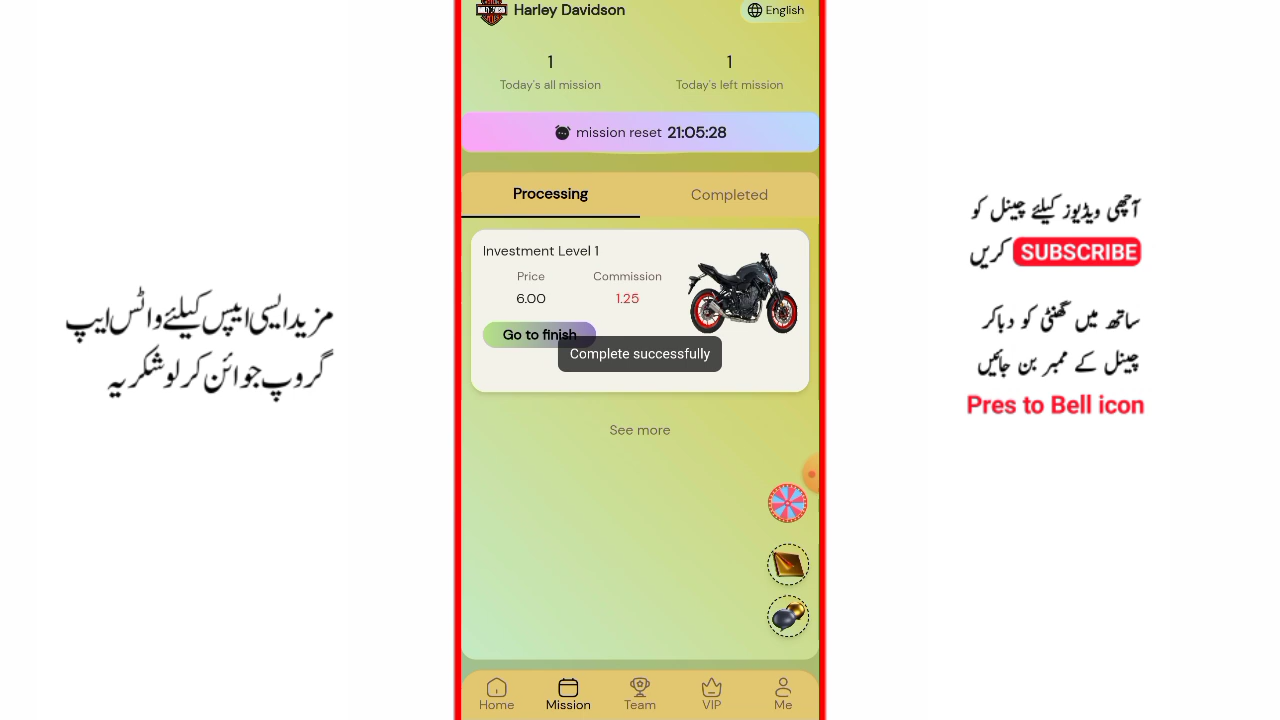 Harley Davidson
English
1
Today's all mission
1
Today's left mission
mission reset 21:05:28
Processing
Completed
Investment Level 1
Price
Commission
6.00
1.25
Go to finish
Complete successfully
See more
Home
Mission
Team
VIP
Me
مزید ایسی ایپس کیلئے واٹس ایپ
گروپ جوائن کر لو شکریہ
آچھی ویڈیوز کیلئے چینل کو
SUBSCRIBE کریں
ساتھ میں گھنٹی کو دباکر
چینل کے ممبر بن جائیں
Pres to Bell icon